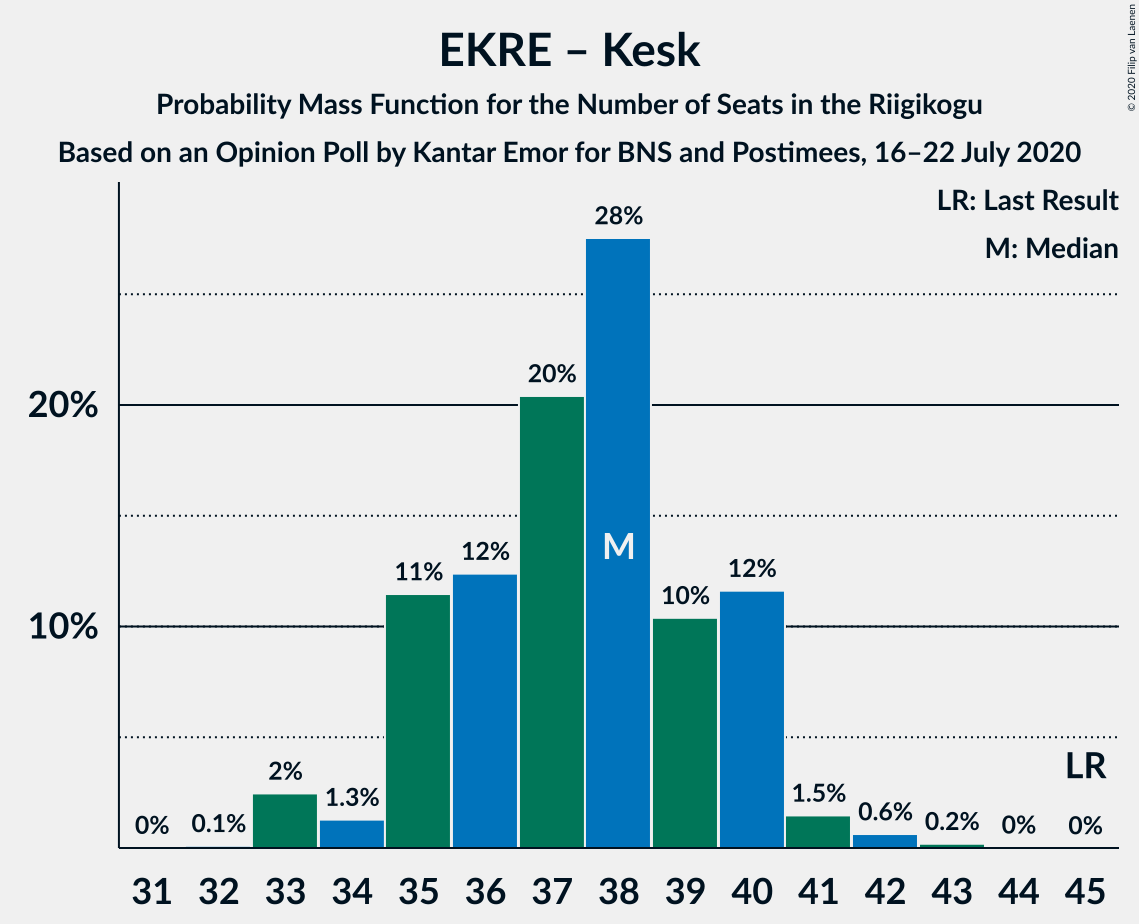 EKRE – Kesk
Probability Mass Function for the Number of Seats in the Riigikogu
Based on an Opinion Poll by Kantar Emor for BNS and Postimees, 16–22 July 2020
© 2020 Filip van Laenen
LR: Last Result
M: Median
28%
20%
20%
12%
11%
M
12%
10%
10%
2%
1.3%
LR
1.5%
0.6%
0%
0.1%
0.2%
0%
0%
31 32 33 34 35 36 37 38 39 40 41 42 43 44 45